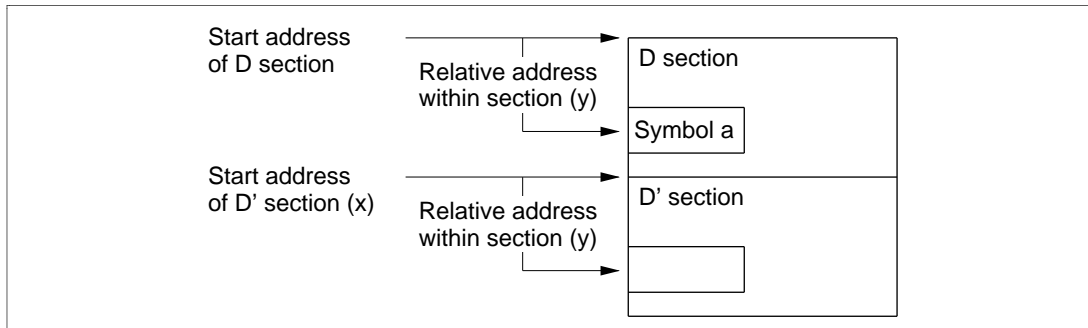 Start address
of D section
Relative address
within section (y)
D section
Symbol a
Start address
of D’ section (x)
Relative address
within section (y)
D’ section